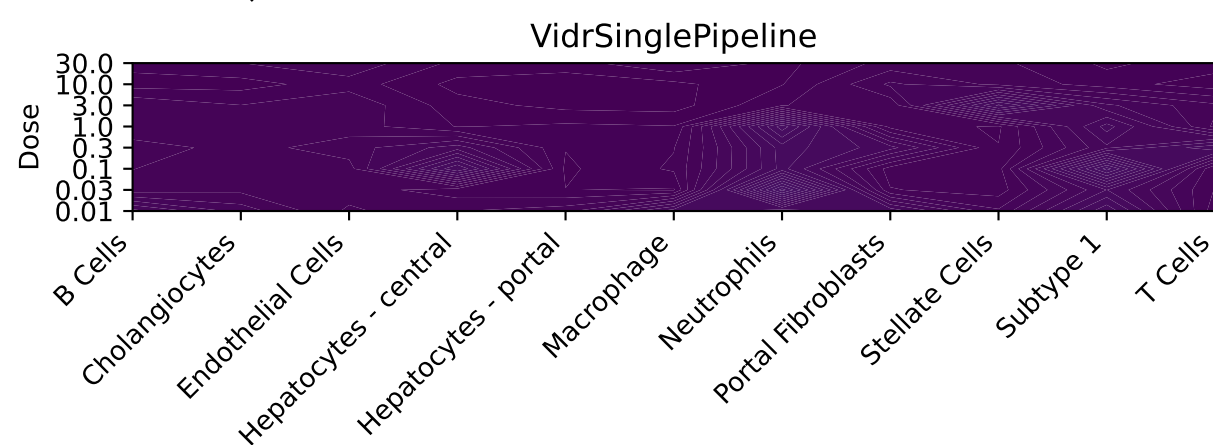 VidrSinglePipeline
Dose
30.0
10.0
3.0
1.0
0.3
0.1
0.03
0.01
B Cells
Cholangiocytes
Endothelial Cells
Hepatocytes - central
Hepatocytes - portal
Macrophage
Neutrophils
Portal Fibroblasts
Stellate Cells
Subtype 1
T Cells